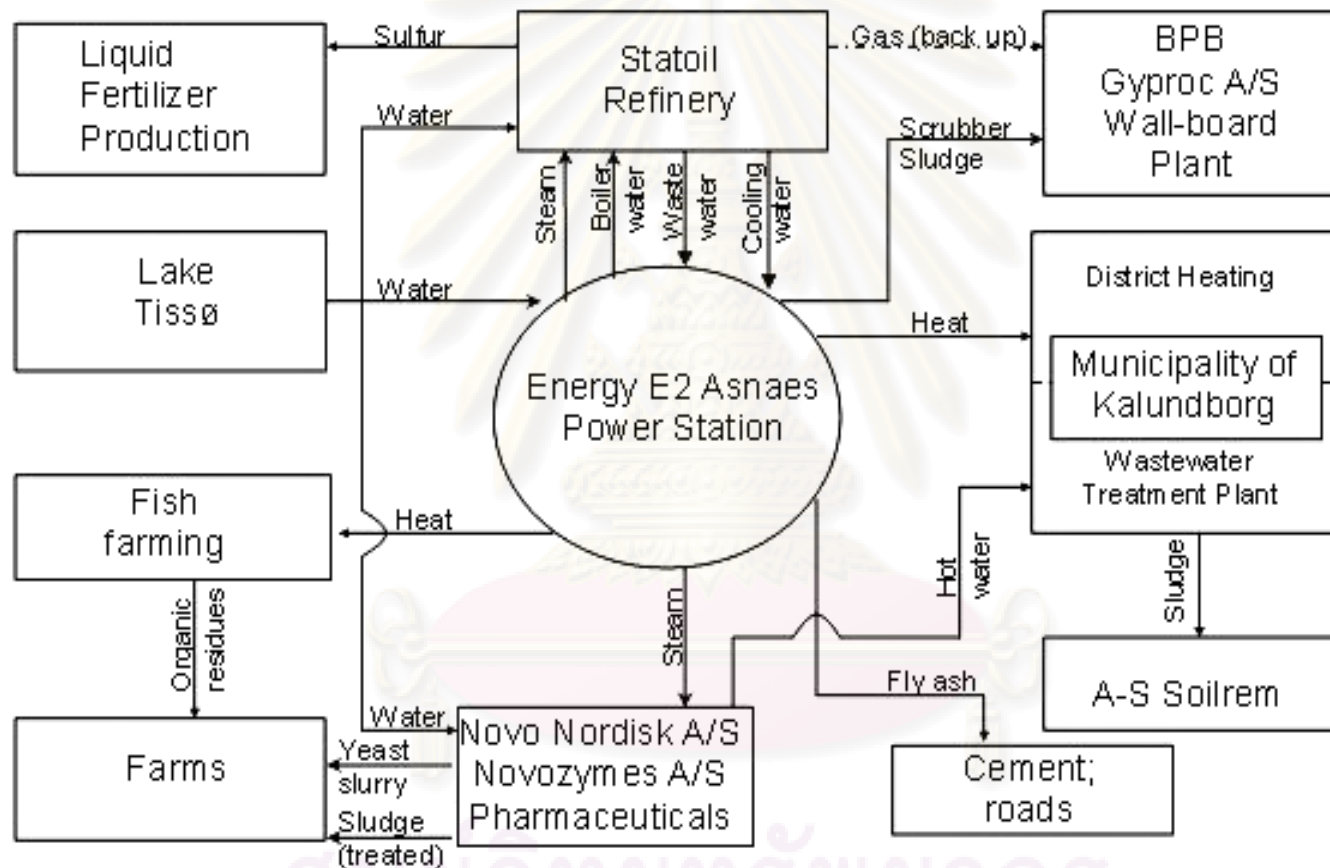 Liquid
Fertilizer
Production
Sulfur
Statoil
Refinery
Gas (back up)
BPB
Gyproc A/S
Wall-board
Plant
Water
Scrubber
Sludge
Steam
Boiler
water
Waste
water
Cooling
water
Lake
Tissø
Water
District Heating
Heat
Municipality of
Kalundborg
Wastewater
Treatment Plant
Energy E2 Asnaes
Power Station
Fish
farming
Heat
Hot
water
Sludge
Organic
residues
Steam
Fly ash
A-S Soilrem
Farms
Water
Yeast
slurry
Sludge
(treated)
Novo Nordisk A/S
Novozymes A/S
Pharmaceuticals
Cement;
roads